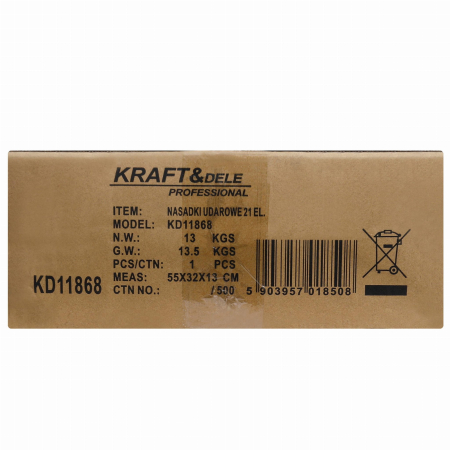 KRAFT&DELE
PROFESSIONAL
ITEM: NASADKI UDAROWE 21 EL.
MODEL: KD11868
N.W.: 13 KGS
G.W.: 13.5 KGS
PCS/CTN: 1 PCS
MEAS: 55X32X13 CM
CTN NO.: /500
KD11868
5 903957 018508